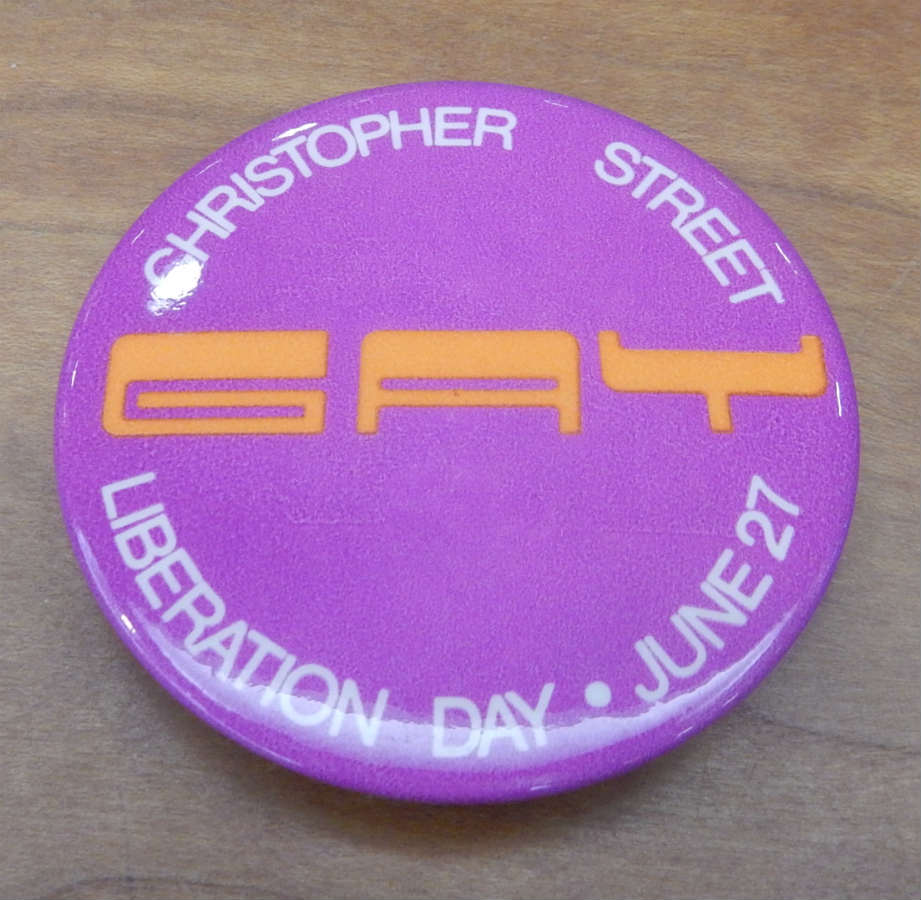 CHRISTOPHER STREET
GAY
LIBERATION DAY • JUNE 27